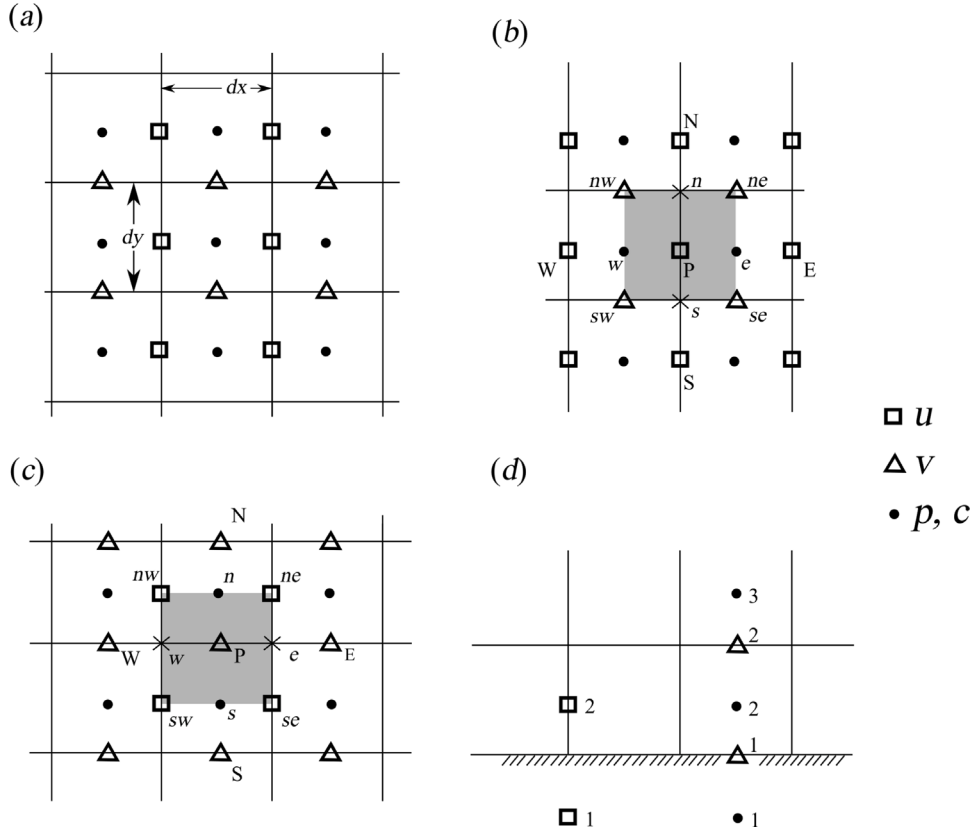 (a)
dx
dy
(b)
N
nw n ne
W w P e E
sw s se
S
u
v
p, c
(c)
N
nw n ne
W w P e E
sw s se
S
(d)
3
2
2 2
1
1 1